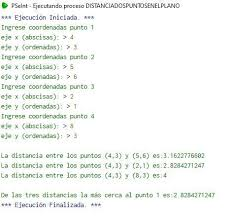 PSeInt - Ejecutando proceso DISTANCIADOSPUNTOSENELPLANO
*** Ejecución Iniciada. ***
Ingrese coordenadas punto 1
eje x (abscisas): > 4
eje y (ordenadas): > 3
Ingrese coordenadas punto 2
eje x (abscisas): > 5
eje y (ordenadas): > 6
Ingrese coordenadas punto 3
eje x (abscisas): > 2
eje y (ordenadas): > 1
Ingrese coordenadas punto 4
eje x (abscisas): > 8
eje y (ordenadas): > 3
La distancia entre los puntos (4,3) y (5,6) es:3.1622776602
La distancia entre los puntos (4,3) y (2,1) es:2.8284271247
La distancia entre los puntos (4,3) y (8,3) es:4
De las tres distancias la más cerca al punto 1 es:2.8284271247
*** Ejecución Finalizada. ***